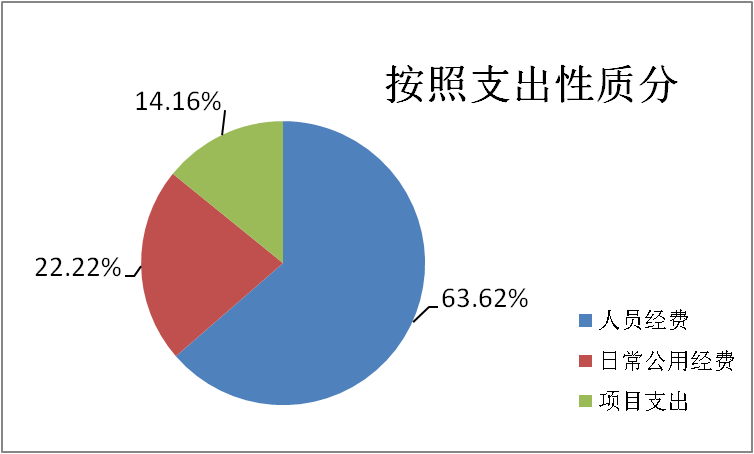 按照支出性质分
14.16%
22.22%
63.62%
人员经费
日常公用经费
项目支出